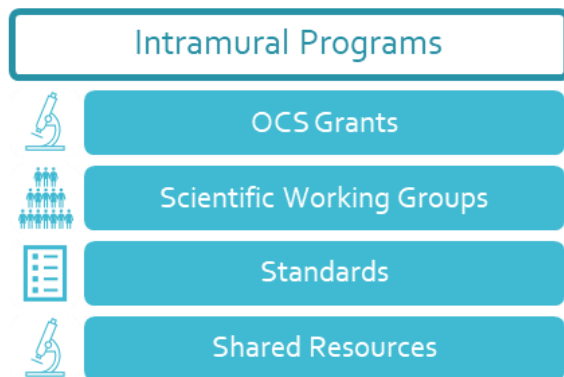 Intramural Programs
OCS Grants
Scientific Working Groups
Standards
Shared Resources